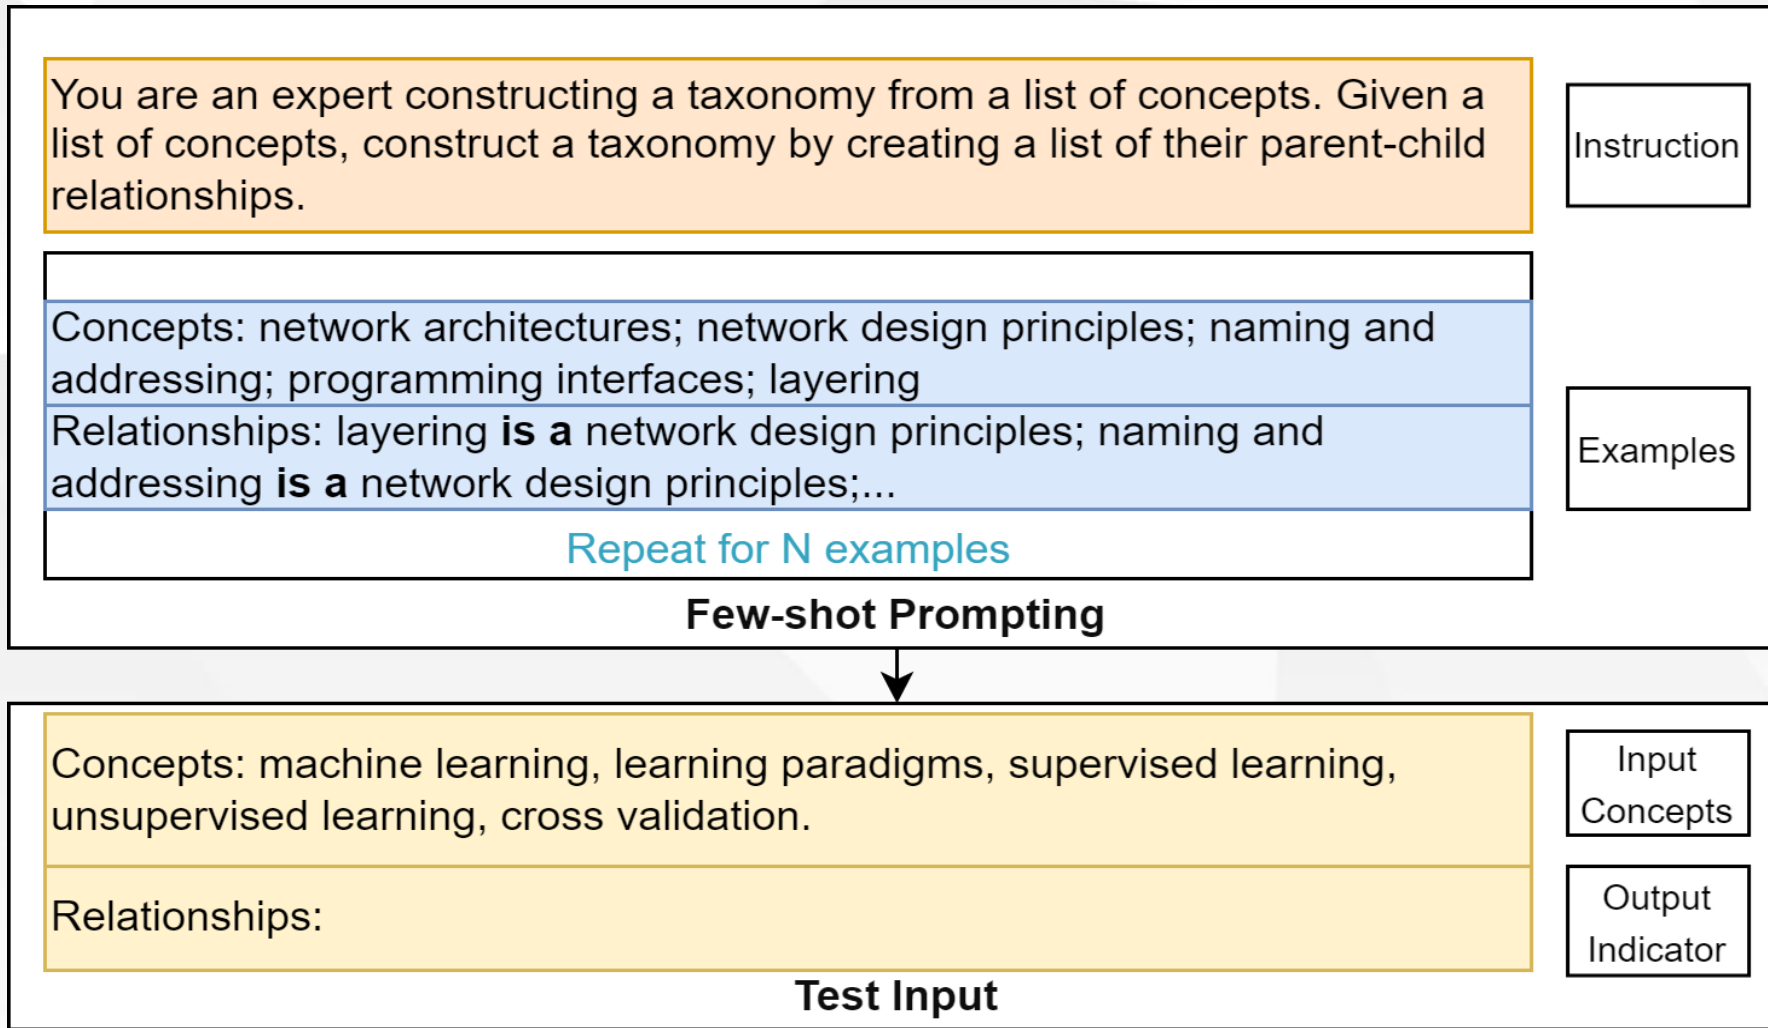 You are an expert constructing a taxonomy from a list of concepts. Given a
list of concepts, construct a taxonomy by creating a list of their parent-child
relationships.
Instruction
Concepts: network architectures; network design principles; naming and
addressing; programming interfaces; layering
Relationships: layering is a network design principles; naming and
addressing is a network design principles;...
Examples
Repeat for N examples
Few-shot Prompting
Concepts: machine learning, learning paradigms, supervised learning,
unsupervised learning, cross validation.
Input
Concepts
Relationships:
Output
Indicator
Test Input